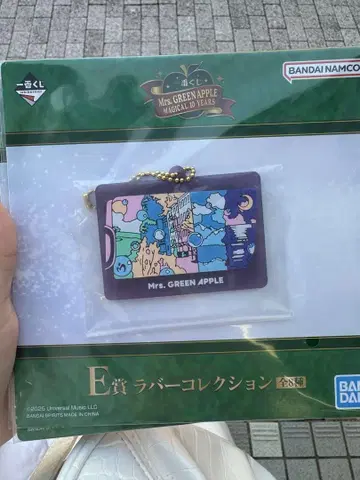 一番くじ
BANDAI NAMCO
一番くじ
Mrs. GREEN APPLE
MAGICAL 10 YEARS
Mrs. GREEN APPLE
E賞 ラバーコレクション 全8種
©2025 Universal Music LLC
BANDAI SPIRITS MADE IN CHINA
BANDAI